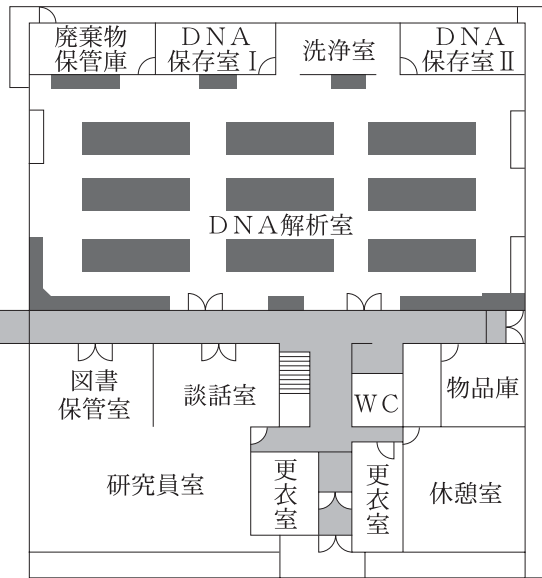 廃棄物
保管庫
DNA
保存室Ⅰ
洗浄室
DNA
保存室Ⅱ
DNA解析室
図書
保管室
談話室
WC
物品庫
研究員室
更衣室
更衣室
休憩室